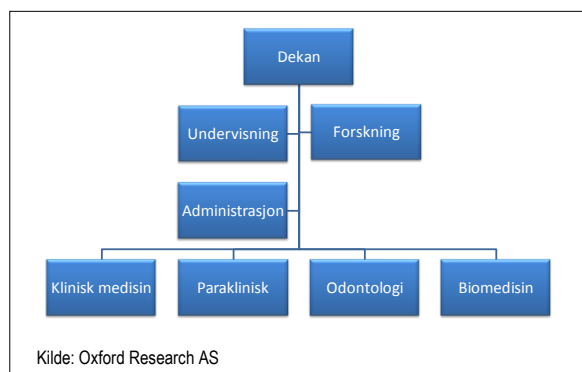 Dekan
Undervisning
Forskning
Administrasjon
Klinisk medisin
Paraklinisk
Odontologi
Biomedisin
Kilde: Oxford Research AS